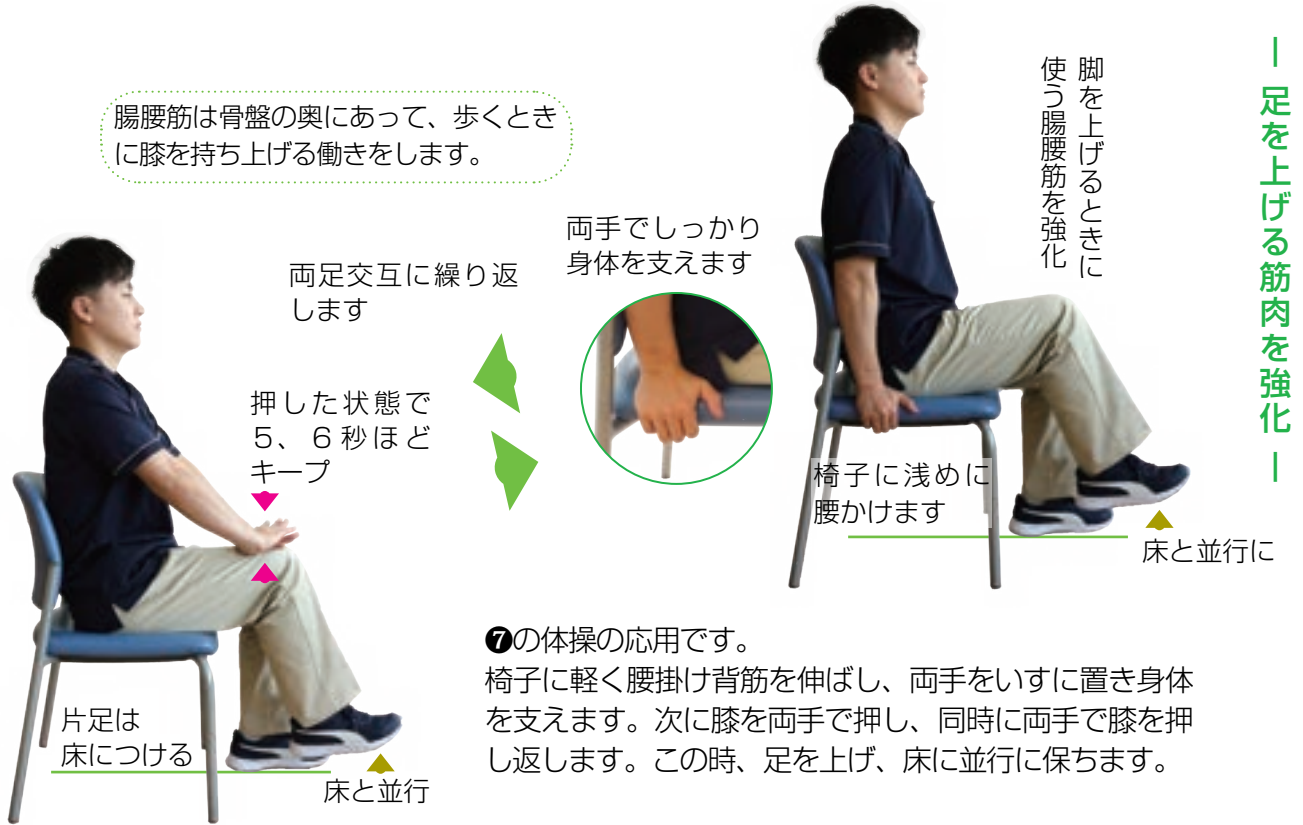 ― 足を上げる筋肉を強化 ―
脚を上げるときに
使う腸腰筋を強化
腸腰筋は骨盤の奥にあって、歩くとき
に膝を持ち上げる働きをします。
両手でしっかり
身体を支えます
両足交互に繰り返
します
押した状態で
5、6秒ほど
キープ
椅子に浅めに
腰かけます
床と並行に
片足は
床につける
床と並行
❼の体操の応用です。
椅子に軽く腰掛け背筋を伸ばし、両手をいすに置き身体
を支えます。次に膝を両手で押し、同時に両手で膝を押
し返します。この時、足を上げ、床に並行に保ちます。